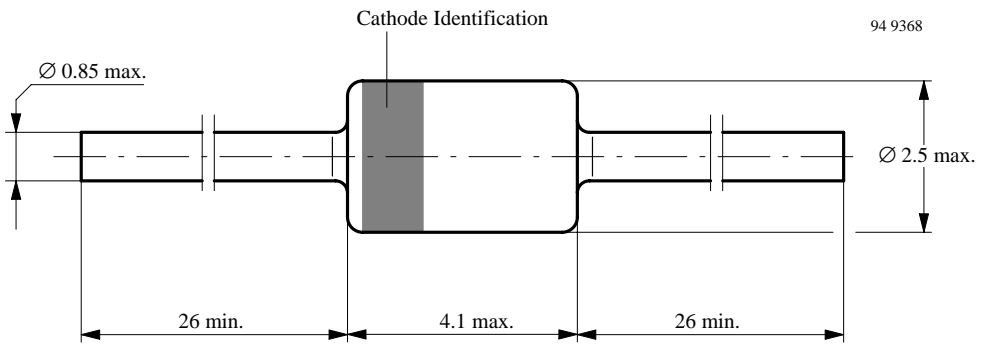 Cathode Identification
94 9368
∅ 0.85 max.
∅ 2.5 max.
26 min.
4.1 max.
26 min.